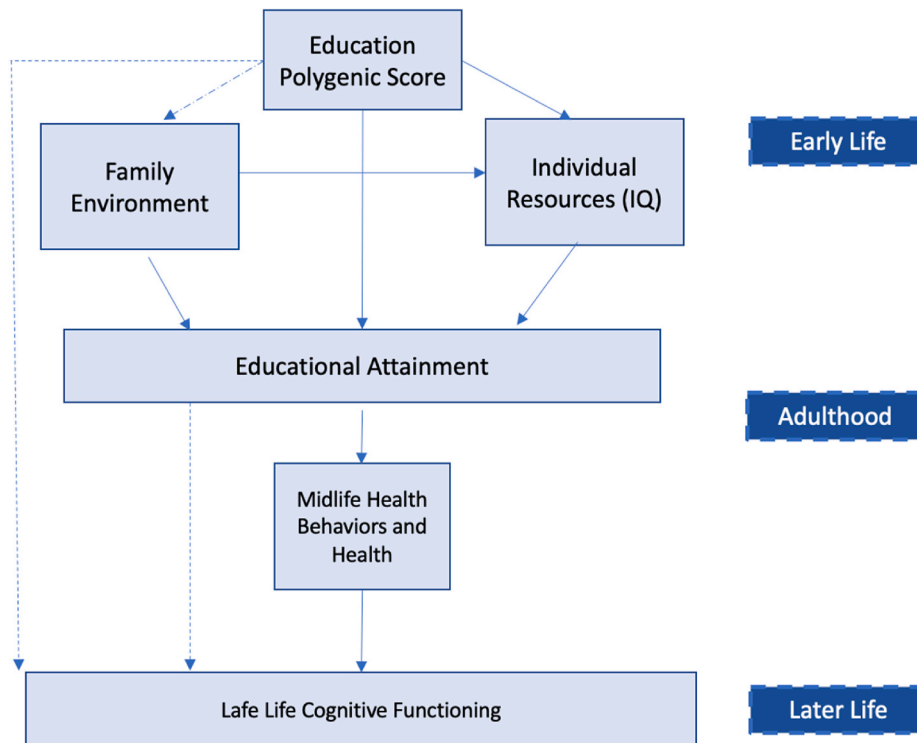 Education
Polygenic Score
Early Life
Family
Environment
Individual
Resources (IQ)
Educational Attainment
Adulthood
Midlife Health
Behaviors and
Health
Lafe Life Cognitive Functioning
Later Life